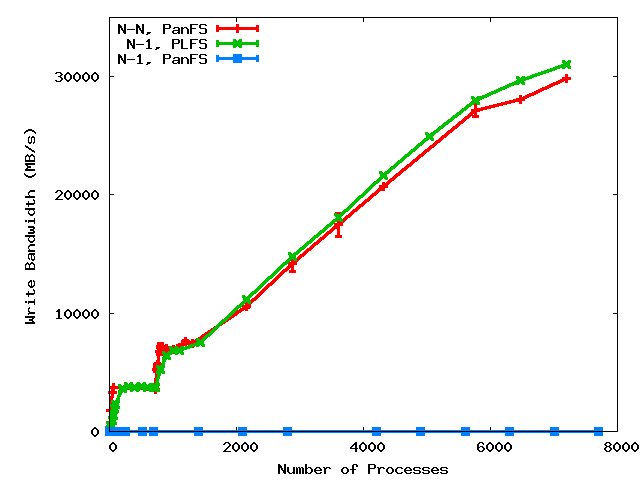 N-N, PanFS
N-1, PLFS
N-1, PanFS
30000
20000
10000
0
Write Bandwidth (MB/s)
0 2000 4000 6000 8000
Number of Processes